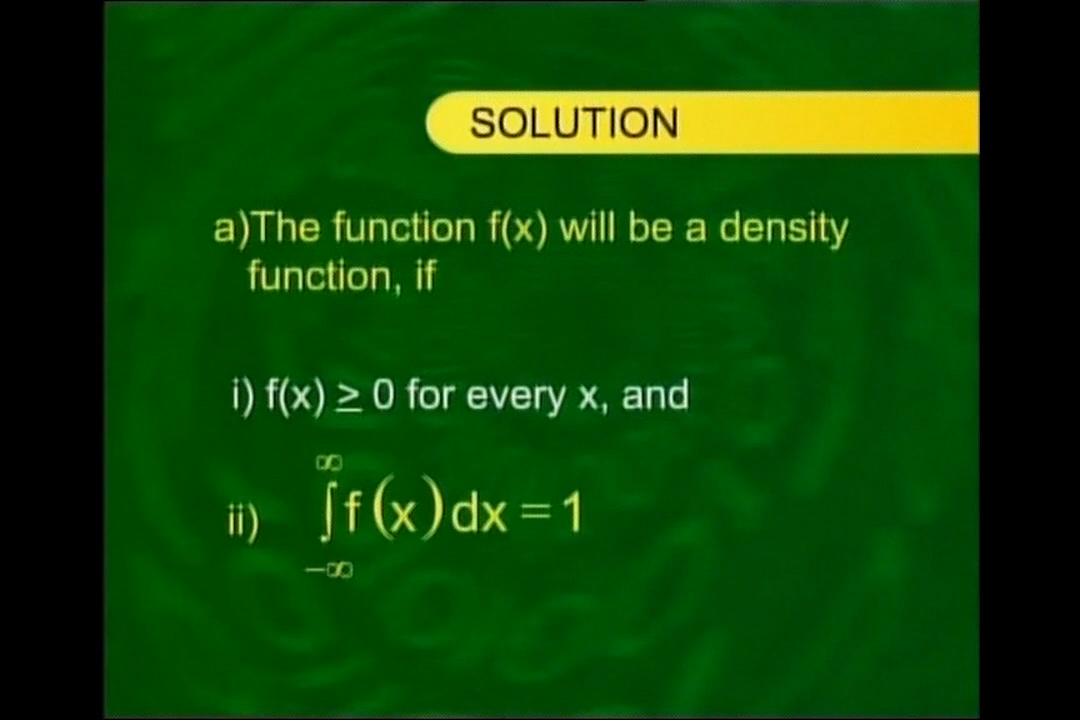 SOLUTION
a)The function f(x) will be a density
function, if
i) f(x) ≥ 0 for every x, and
ii) ∫_{-∞}^{∞} f(x)dx = 1